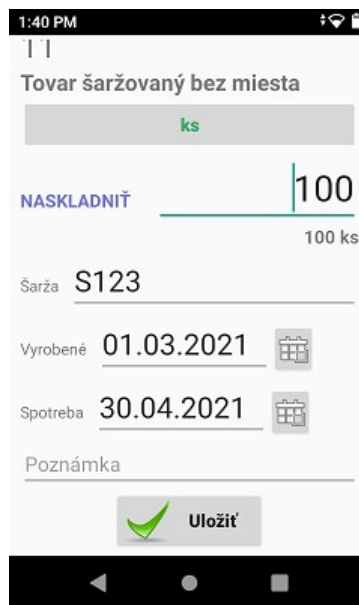 1:40 PM
11
Tovar šaržovaný bez miesta
ks
NASKLADNIŤ 100
100 ks
Šarža S123
Vyrobené 01.03.2021
Spotreba 30.04.2021
Poznámka
Uložiť